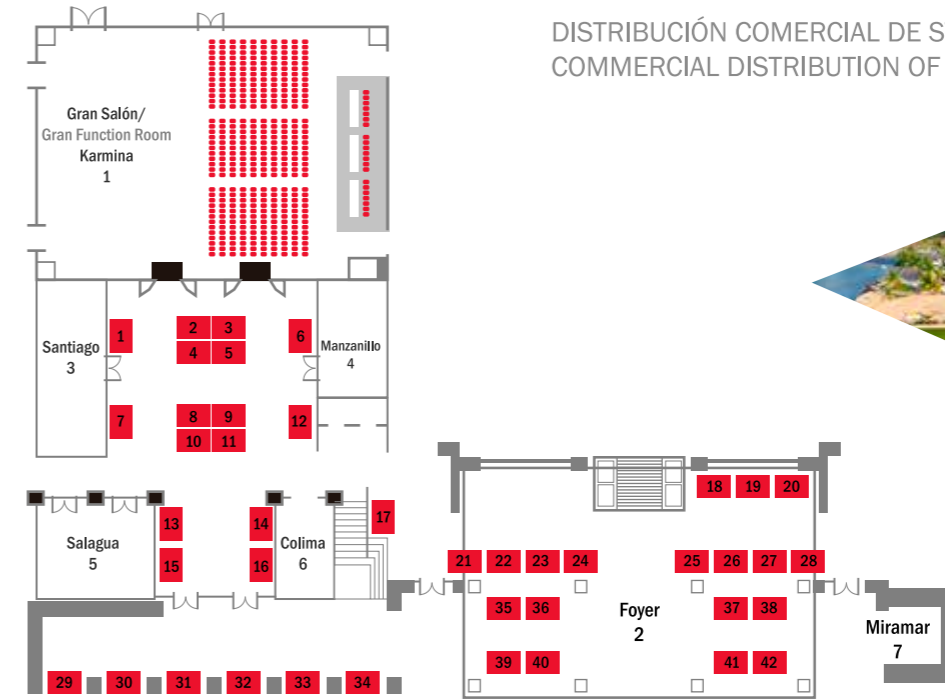 DISTRIBUCIÓN COMERCIAL DE S
COMMERCIAL DISTRIBUTION OF
Gran Salón/
Gran Function Room
Karmina
1
Santiago
3
1
2 3
4 5
6
Manzanillo
4
7
8 9
10 11
12
13
14
17
Salagua
5
15
16
Colima
6
18 19 20
21 22 23 24
25 26 27 28
35 36
Foyer
2
37 38
Miramar
7
39 40
41 42
29 30 31 32 33 34